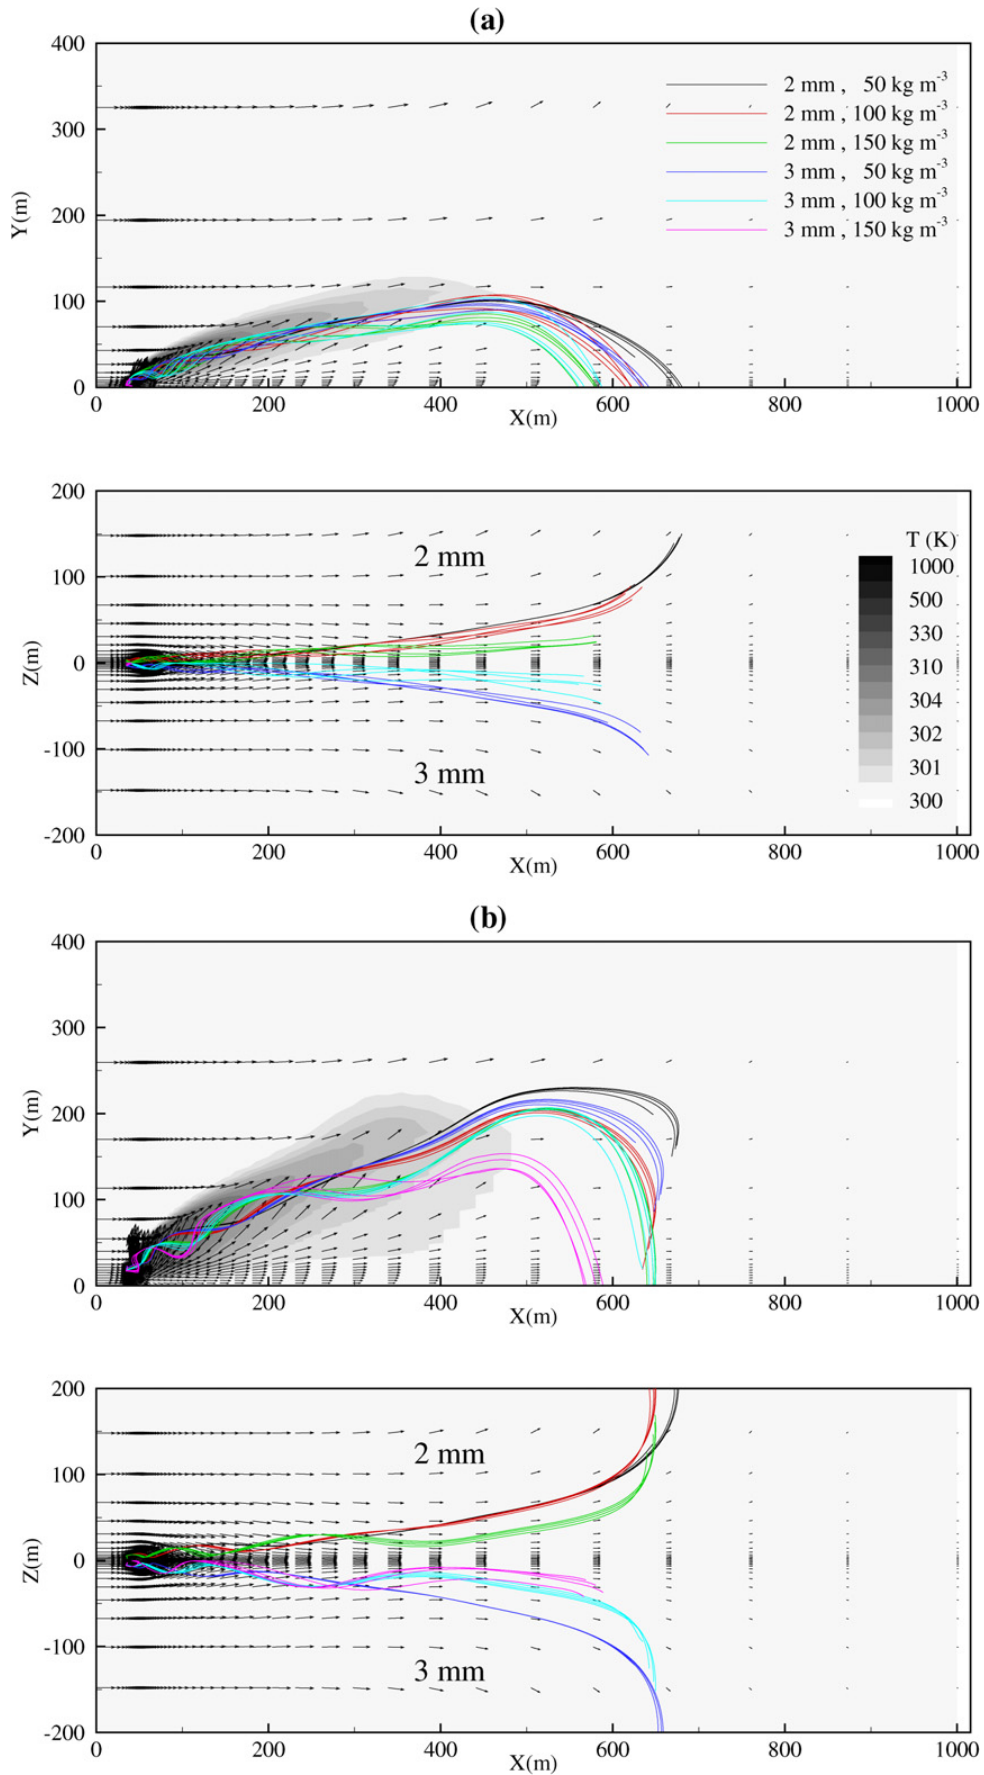 (a)
400
300
200
100
0
Y(m)
2 mm , 50 kg m-3
2 mm , 100 kg m-3
2 mm , 150 kg m-3
3 mm , 50 kg m-3
3 mm , 100 kg m-3
3 mm , 150 kg m-3
0 200 400 600 800 1000
X(m)
200
100
0
-100
-200
Z(m)
2 mm
3 mm
T (K)
1000
500
330
310
304
302
301
300
0 200 400 600 800 1000
X(m)
(b)
400
300
200
100
0
Y(m)
0 200 400 600 800 1000
X(m)
200
100
0
-100
-200
Z(m)
2 mm
3 mm
0 200 400 600 800 1000
X(m)